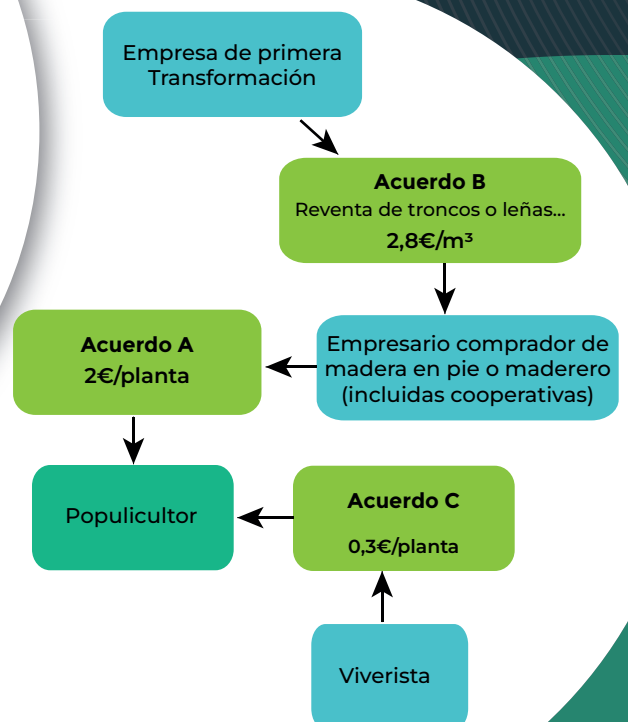 Empresa de primera
Transformación
Acuerdo B
Reventa de troncos o leñas...
2,8€/m³
Acuerdo A
2€/planta
Empresario comprador de
madera en pie o maderero
(incluidas cooperativas)
Populicultor
Acuerdo C
0,3€/planta
Viverista